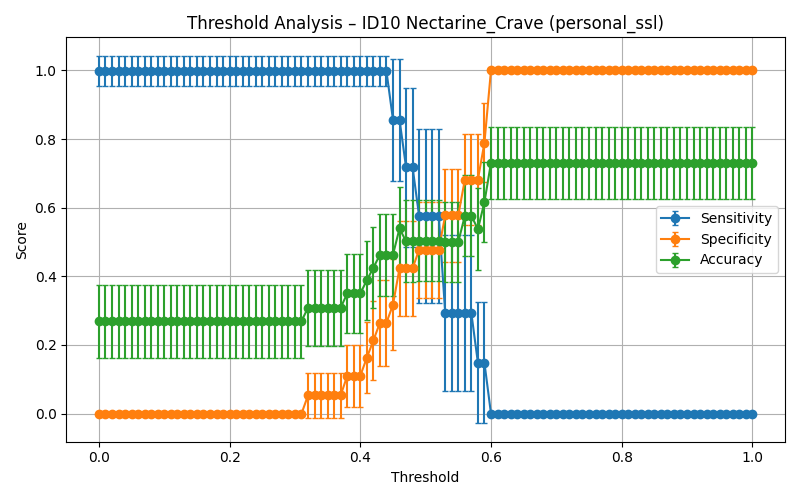 Threshold Analysis – ID10 Nectarine_Crave (personal_ssl)
Score
1.0
0.8
0.6
0.4
0.2
0.0
Sensitivity
Specificity
Accuracy
0.0 0.2 0.4 0.6 0.8 1.0
Threshold